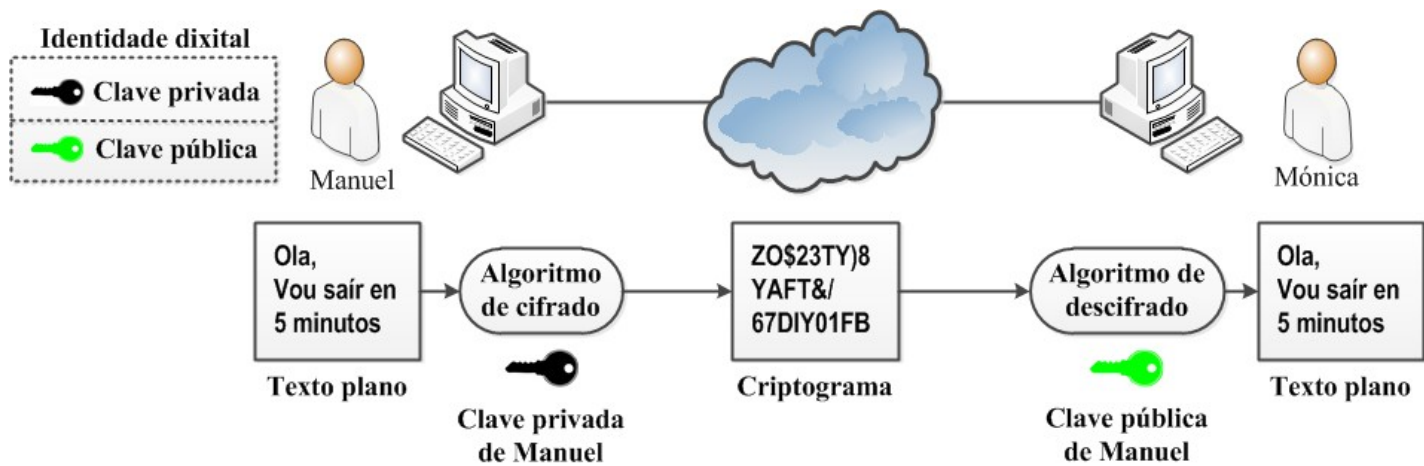 Identidade dixital
Clave privada
Clave pública
Manuel
Mónica
Ola,
Vou saír en
5 minutos
Texto plano
Algoritmo
de cifrado
Clave privada
de Manuel
ZO$23TY)8
YAFT&/
67DIY01FB
Criptograma
Algoritmo de
descifrado
Clave pública
de Manuel
Ola,
Vou saír en
5 minutos
Texto plano